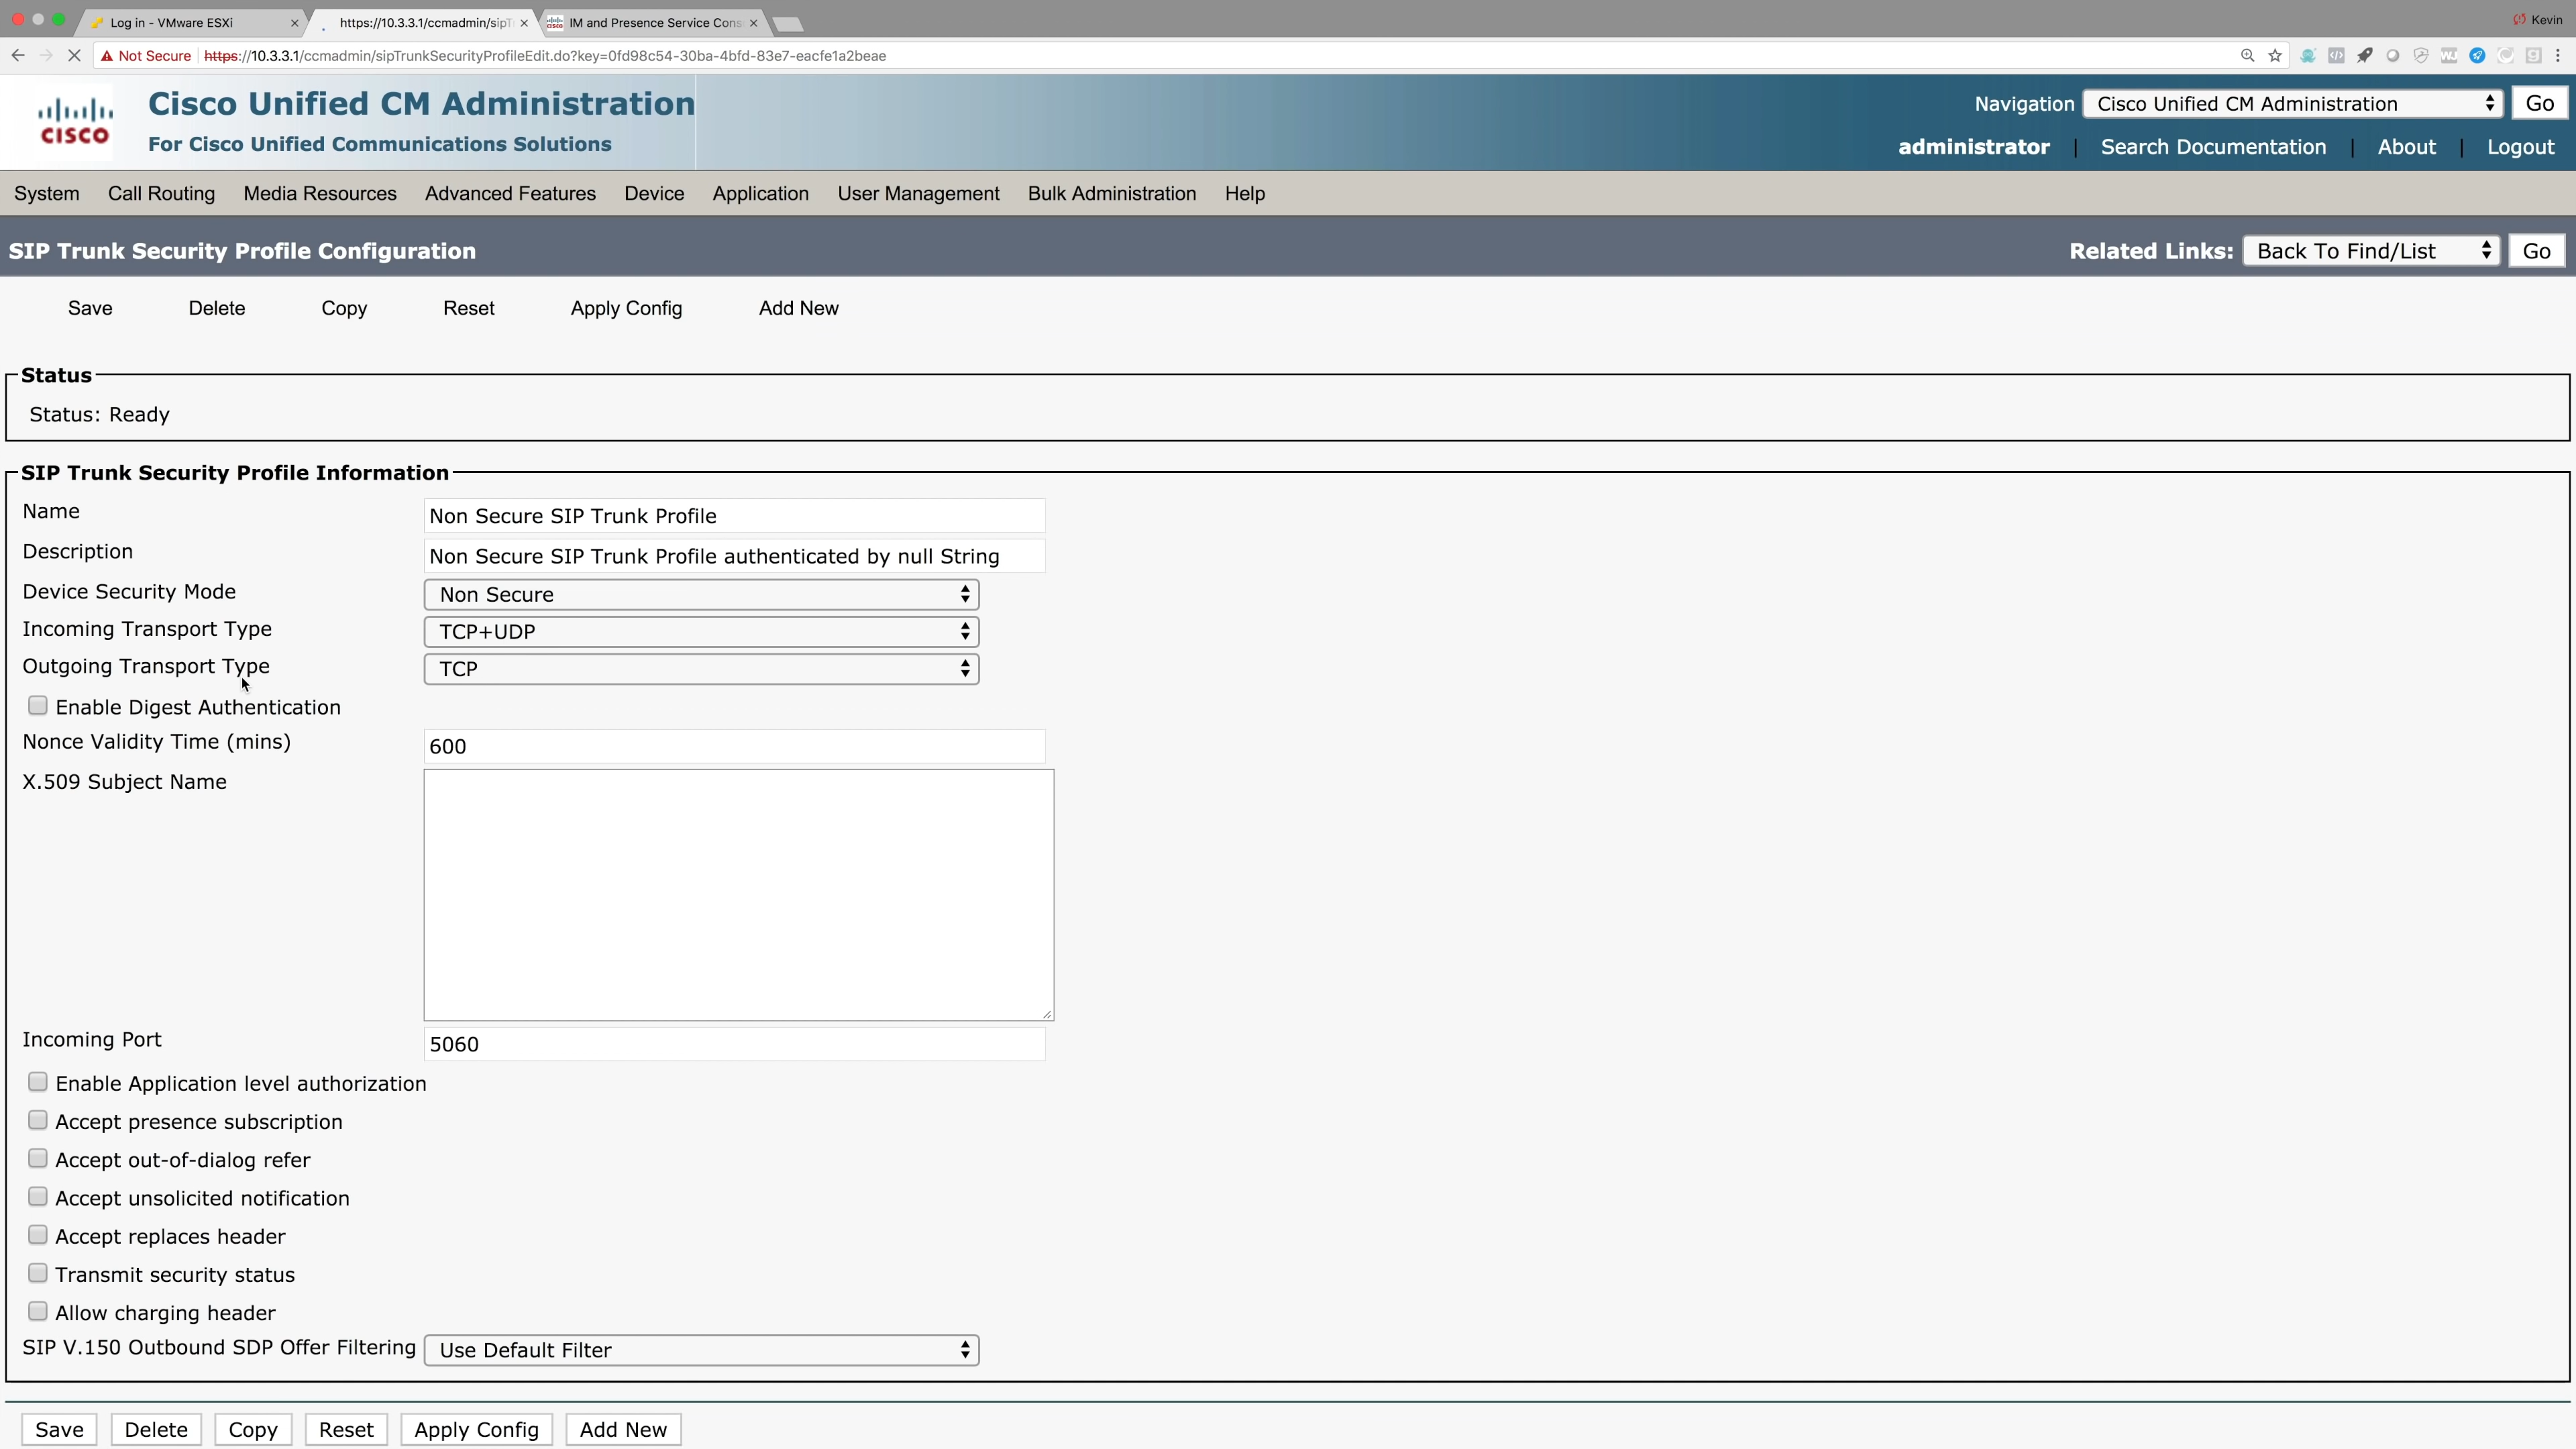 Log in - VMware ESXi
https://10.3.3.1/ccmadmin/sipT
IM and Presence Service Cons
Kevin
Not Secure https://10.3.3.1/ccmadmin/sipTrunkSecurityProfileEdit.do?key=0fd98c54-30ba-4bfd-83e7-eacfe1a2beae
CISCO
Cisco Unified CM Administration
For Cisco Unified Communications Solutions
Navigation Cisco Unified CM Administration Go
administrator | Search Documentation | About | Logout
System Call Routing Media Resources Advanced Features Device Application User Management Bulk Administration Help
SIP Trunk Security Profile Configuration
Related Links: Back To Find/List Go
Save Delete Copy Reset Apply Config Add New
Status
Status: Ready
SIP Trunk Security Profile Information
Name Non Secure SIP Trunk Profile
Description Non Secure SIP Trunk Profile authenticated by null String
Device Security Mode Non Secure
Incoming Transport Type TCP+UDP
Outgoing Transport Type TCP
Enable Digest Authentication
Nonce Validity Time (mins) 600
X.509 Subject Name
Incoming Port 5060
Enable Application level authorization
Accept presence subscription
Accept out-of-dialog refer
Accept unsolicited notification
Accept replaces header
Transmit security status
Allow charging header
SIP V.150 Outbound SDP Offer Filtering Use Default Filter
Save Delete Copy Reset Apply Config Add New